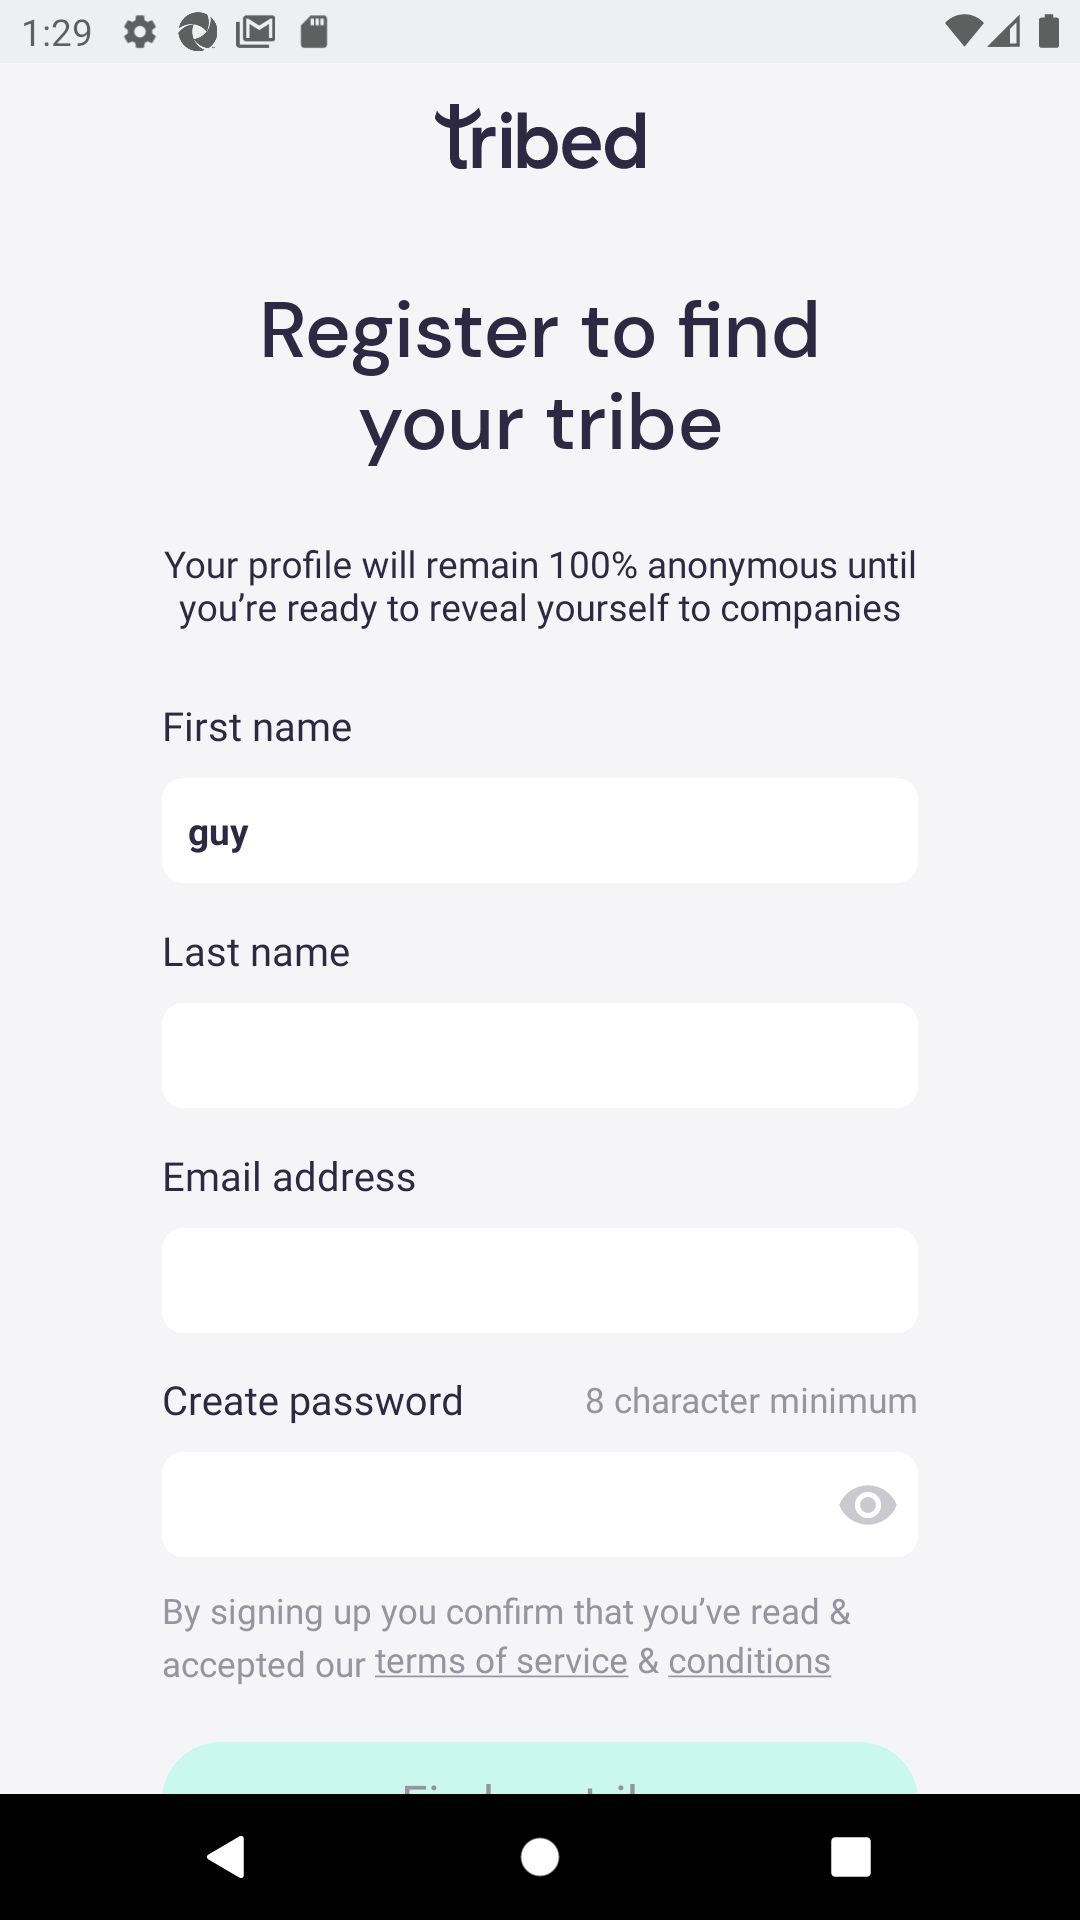 1:29
tribed
Register to find
your tribe
Your profile will remain 100% anonymous until
you’re ready to reveal yourself to companies
First name
guy
Last name
Email address
Create password 8 character minimum
By signing up you confirm that you’ve read &
accepted our terms of service & conditions